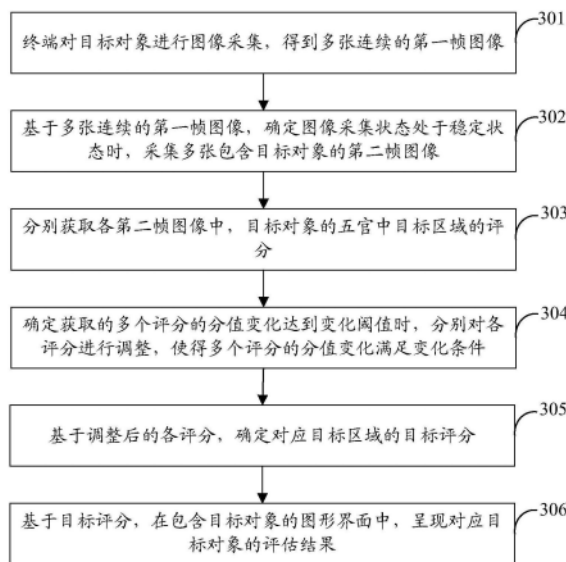 301
终端对目标对象进行图像采集，得到多张连续的第一帧图像
302
基于多张连续的第一帧图像，确定图像采集状态处于稳定状
态时，采集多张包含目标对象的第二帧图像
303
分别获取各第二帧图像中，目标对象的五官中目标区域的评
分
304
确定获取的多个评分的分值变化达到变化阈值时，分别对各
评分进行调整，使得多个评分的分值变化满足变化条件
305
基于调整后的各评分，确定对应目标区域的目标评分
306
基于目标评分，在包含目标对象的图形界面中，呈现对应目
标对象的评估结果